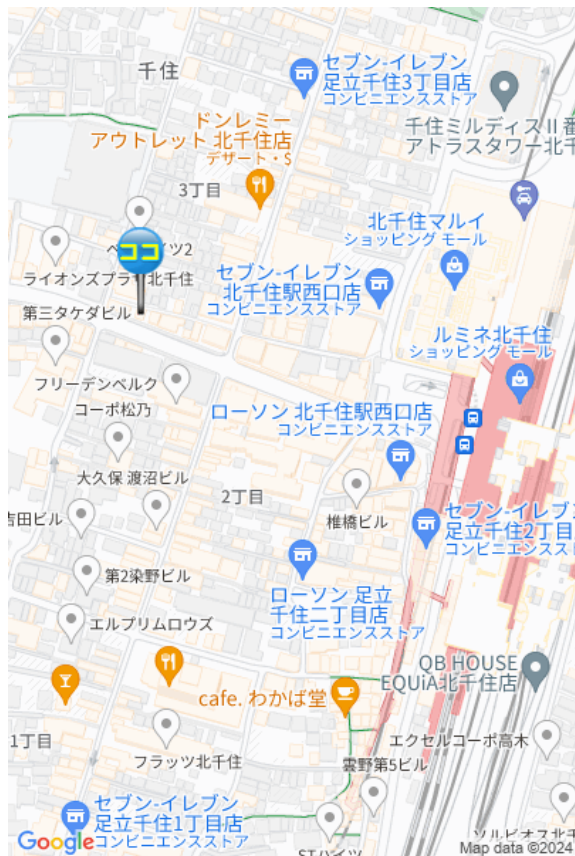 セブン-イレブン
足立千住3丁目店
コンビニエンスストア
千住
ドンレミー
アウトレット 北千住店
デザート・S
千住ミルディスⅡ番
アトラスタワー北千
3丁目
北千住マルイ
ショッピング モール
ココ
ライオンズプラザ北千住
セブン-イレブン
北千住駅西口店
コンビニエンスストア
第三タケダビル
ルミネ北千住
ショッピング モール
フリーデンベルク
コーポ松乃
ローソン 北千住駅西口店
コンビニエンスストア
大久保 渡沼ビル
2丁目
吉田ビル
椎橋ビル
セブン-イレブン
足立千住2丁目
コンビニエンススト
第2染野ビル
ローソン 足立
千住二丁目店
コンビニエンスストア
エルプリムロウズ
QB HOUSE
EQUiA北千住店
cafe. わかば堂
1丁目
フラッツ北千住
エクセルコーポ高木
雲野第5ビル
セブン-イレブン
足立千住1丁目店
コンビニエンスストア
STハイツ
ソルビオス北千
Google
Map data ©2024